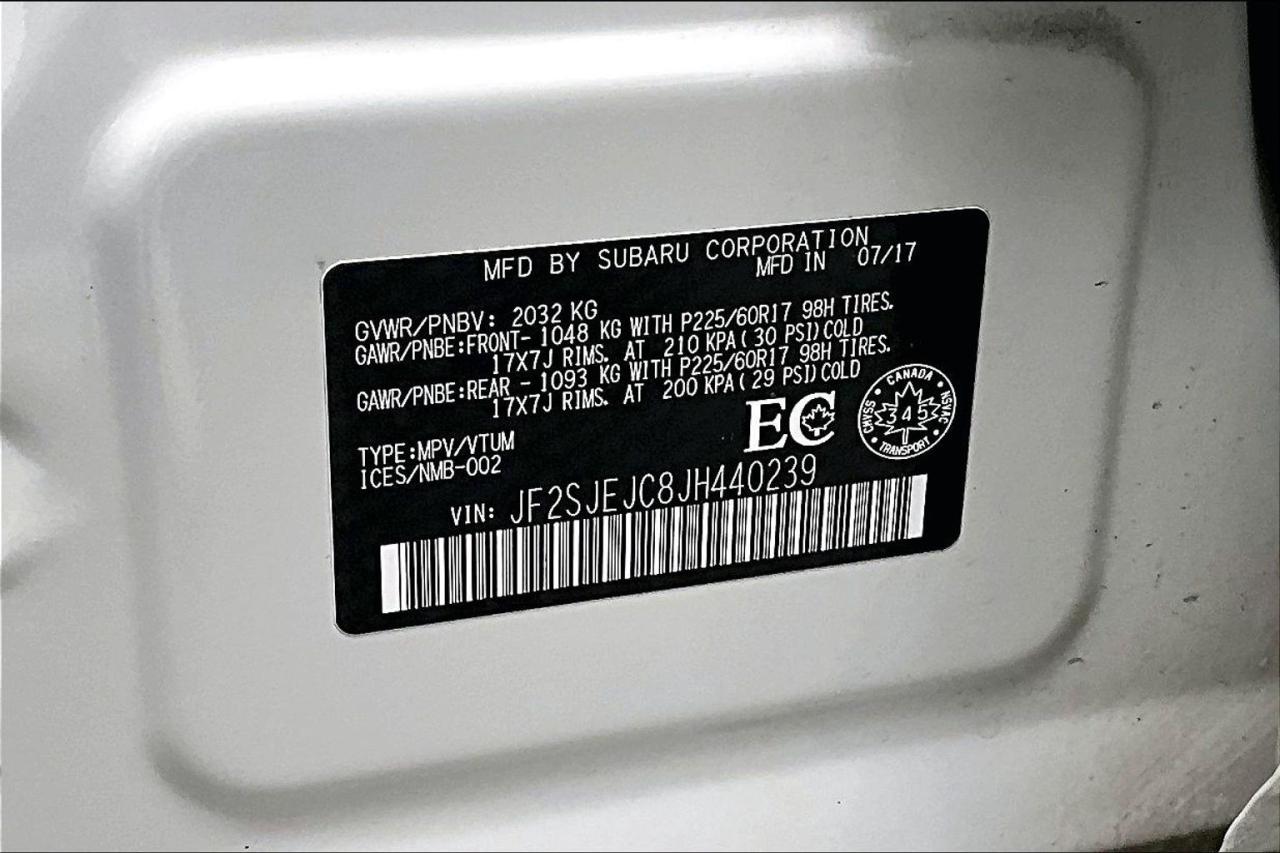 MFD BY SUBARU CORPORATION
MFD IN 07/17
GVWR/PNBV: 2032 KG
GAWR/PNBE:FRONT- 1048 KG WITH P225/60R17 98H TIRES.
17X7J RIMS. AT 210 KPA( 30 PSI)COLD
GAWR/PNBE:REAR - 1093 KG WITH P225/60R17 98H TIRES.
17X7J RIMS. AT 200 KPA( 29 PSI)COLD
EC
CANADA
CMVSS 345 NSVAC
TRANSPORT
TYPE:MPV/VTUM
ICES/NMB-002
VIN: JF2SJEJC8JH440239